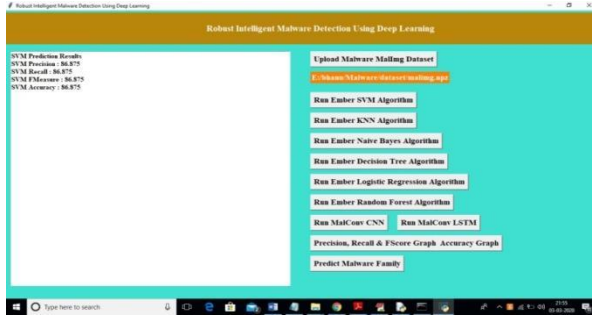 Robust Intelligent Malware Detection Using Deep Learning
Robust Intelligent Malware Detection Using Deep Learning
SVM Prediction Results
SVM Precision : 86.875
SVM Recall : 86.875
SVM FMeasure : 86.875
SVM Accuracy : 86.875
Upload Malware MalImg Dataset
E:/bhanu/Malware/dataset/malimg.npz
Run Ember SVM Algorithm
Run Ember KNN Algorithm
Run Ember Naive Bayes Algorithm
Run Ember Decision Tree Algorithm
Run Ember Logistic Regression Algorithm
Run Ember Random Forest Algorithm
Run MalConv CNN Run MalConv LSTM
Precision, Recall & FScore Graph Accuracy Graph
Predict Malware Family
Type here to search
21:55